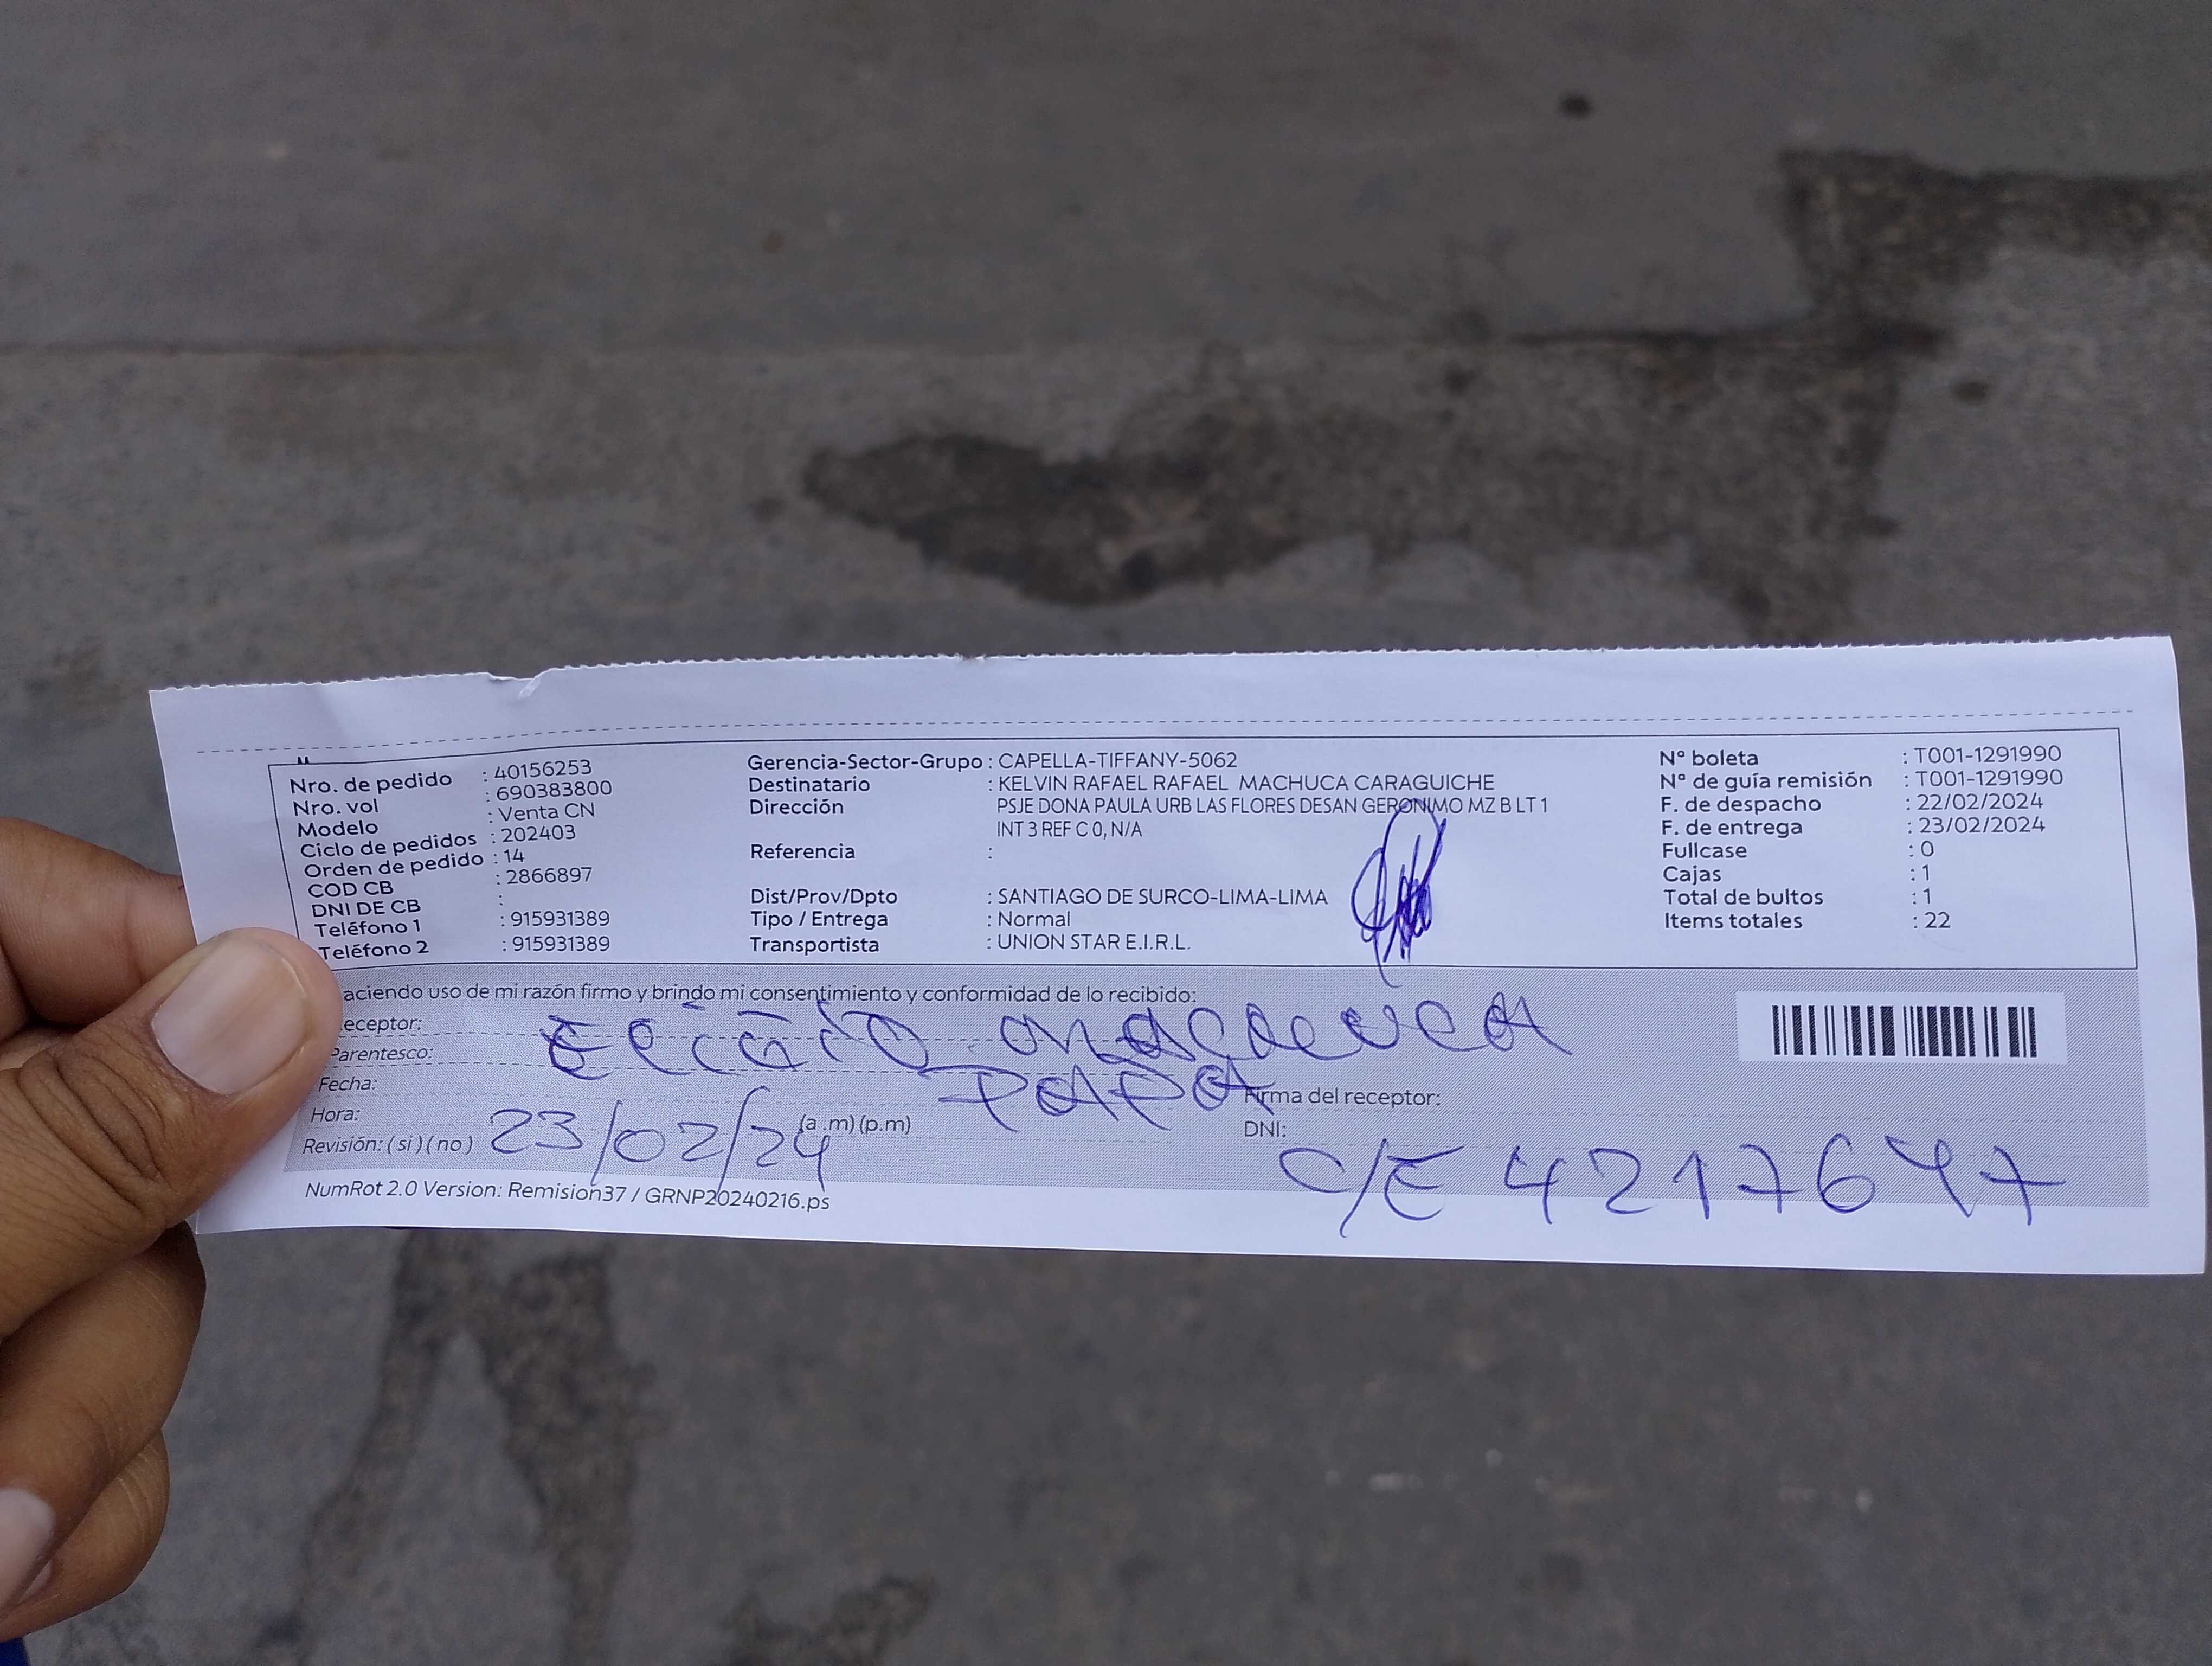 Nro. de pedido : 40156253
Nro. vol : 690383800
Modelo : Venta CN
Ciclo de pedidos : 202403
Orden de pedido : 14
COD CB : 2866897
DNI DE CB :
Teléfono 1 : 915931389
Teléfono 2 : 915931389
Gerencia-Sector-Grupo : CAPELLA-TIFFANY-5062
Destinatario : KELVIN RAFAEL RAFAEL MACHUCA CARAGUICHE
Dirección PSJE DONA PAULA URB LAS FLORES DESAN GERONIMO MZ B LT 1
INT 3 REF C 0, N/A
Referencia :
Dist/Prov/Dpto : SANTIAGO DE SURCO-LIMA-LIMA
Tipo / Entrega : Normal
Transportista : UNION STAR E.I.R.L.
N° boleta : T001-1291990
N° de guía remisión : T001-1291990
F. de despacho : 22/02/2024
F. de entrega : 23/02/2024
Fullcase : 0
Cajas : 1
Total de bultos : 1
Items totales : 22
aciendo uso de mi razón firmo y brindo mi consentimiento y conformidad de lo recibido:
eceptor:
Parentesco: PAPA
Fecha:
Hora: (a .m) (p.m)
Revisión: ( si ) ( no ) 23/02/24
Firma del receptor:
DNI:
C/E 4217647
NumRot 2.0 Version: Remision37 / GRNP20240216.ps